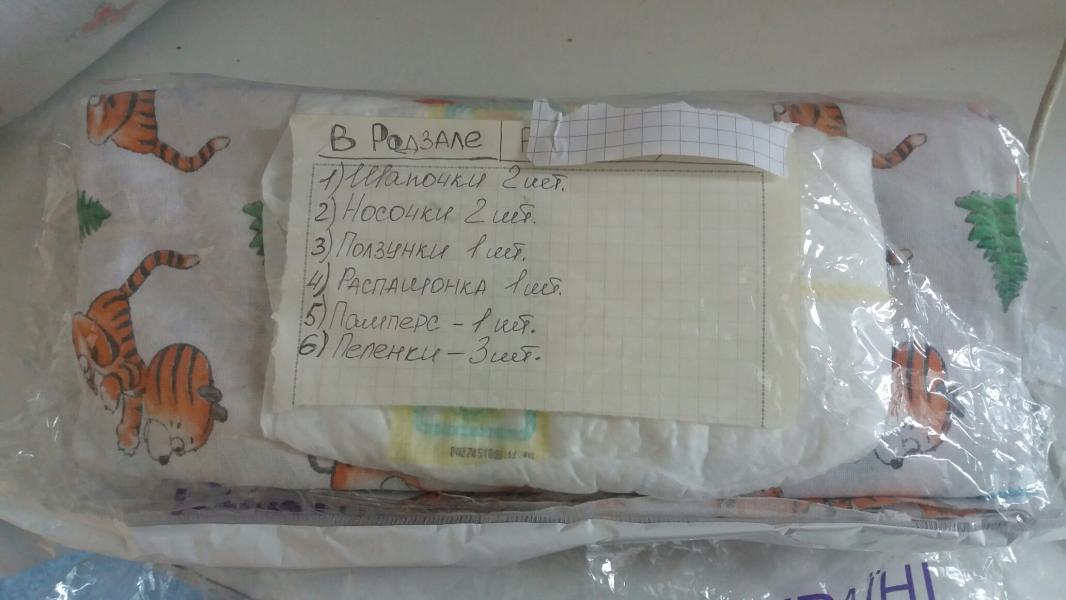 В Родзале
1) Шапочки 2 шт.
2) Носочки 2 шт.
3) Ползунки 1 шт.
4) Распашонка 1 шт.
5) Памперс – 1 шт.
6) Пеленки – 3 шт.